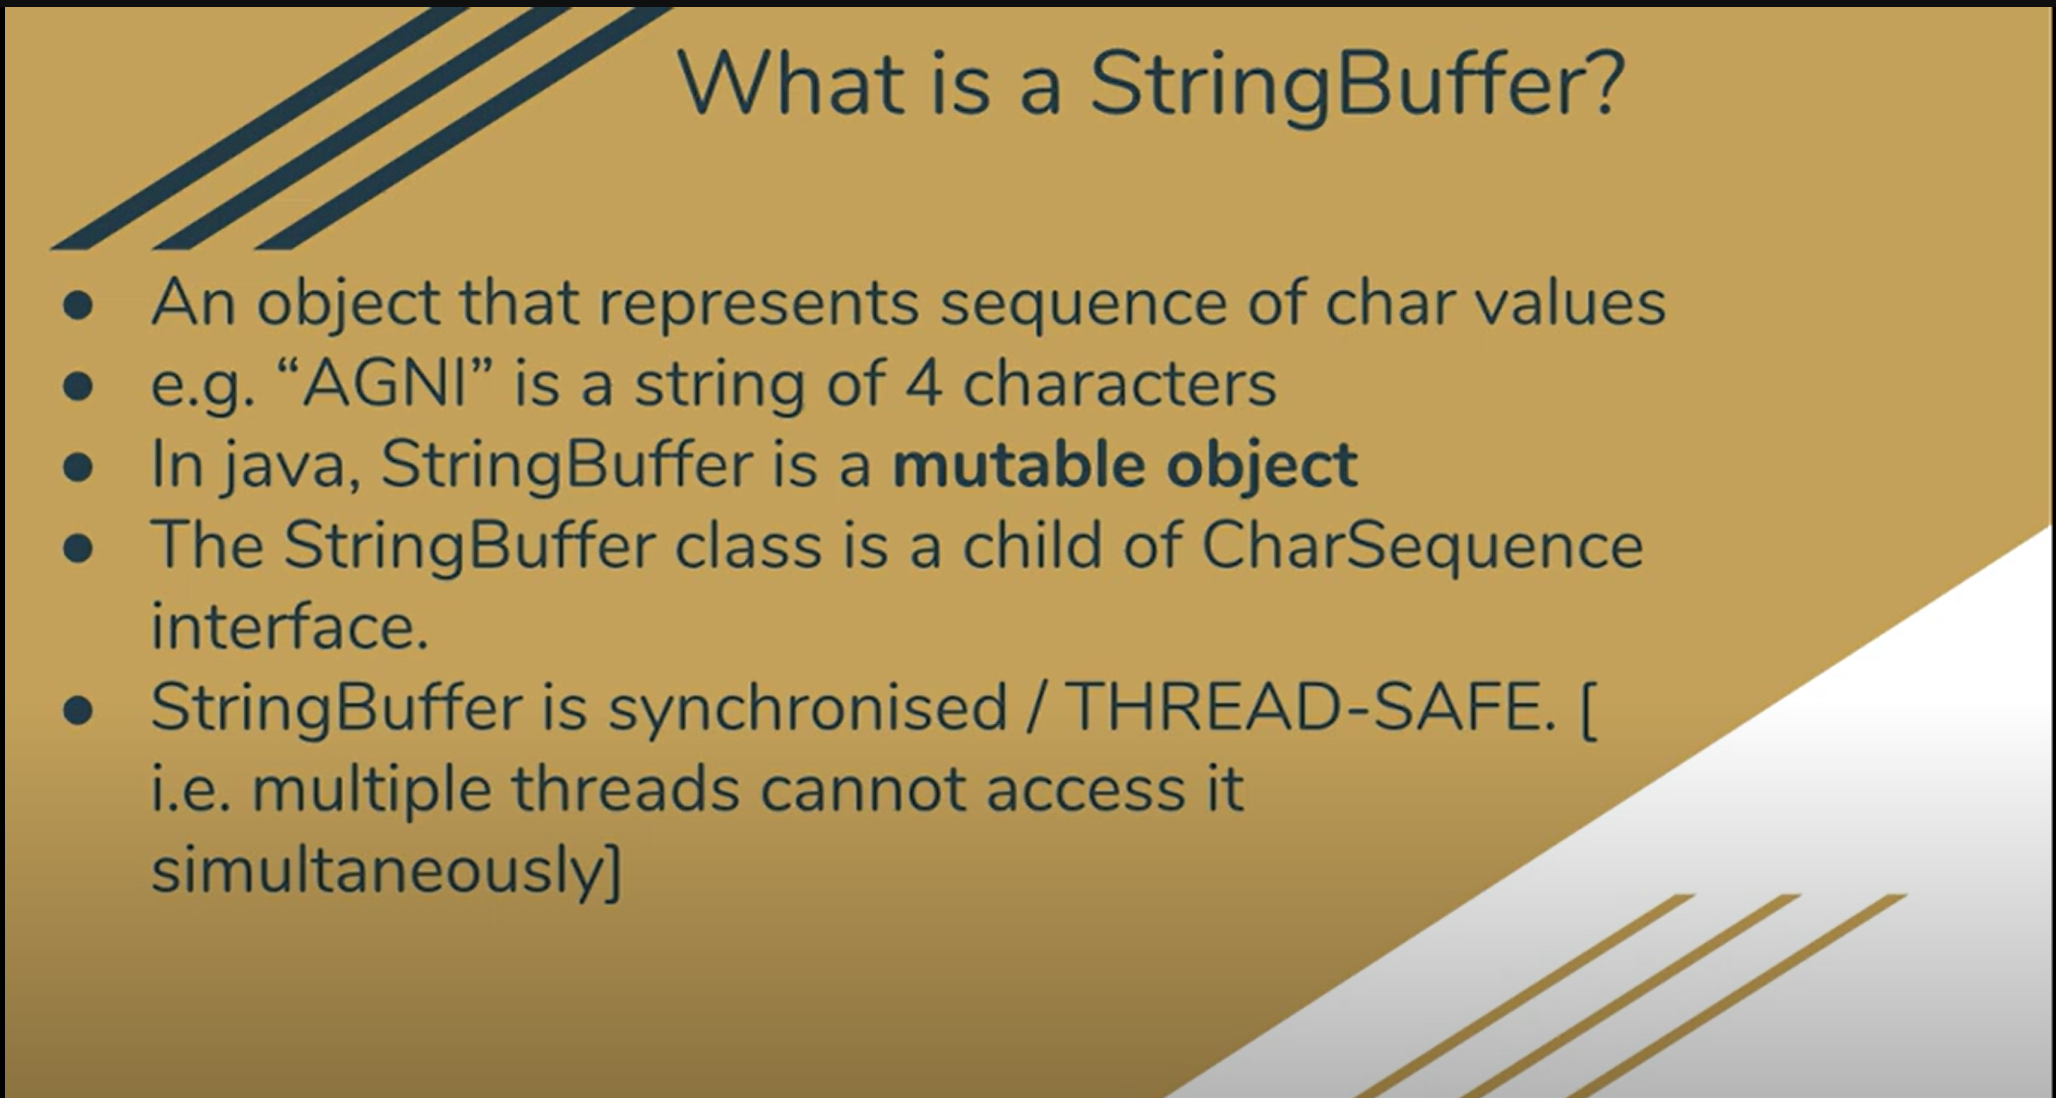 What is a StringBuffer?
● An object that represents sequence of char values
● e.g. “AGNI” is a string of 4 characters
● In java, StringBuffer is a mutable object
● The StringBuffer class is a child of CharSequence
interface.
● StringBuffer is synchronised / THREAD-SAFE. [
i.e. multiple threads cannot access it
simultaneously]